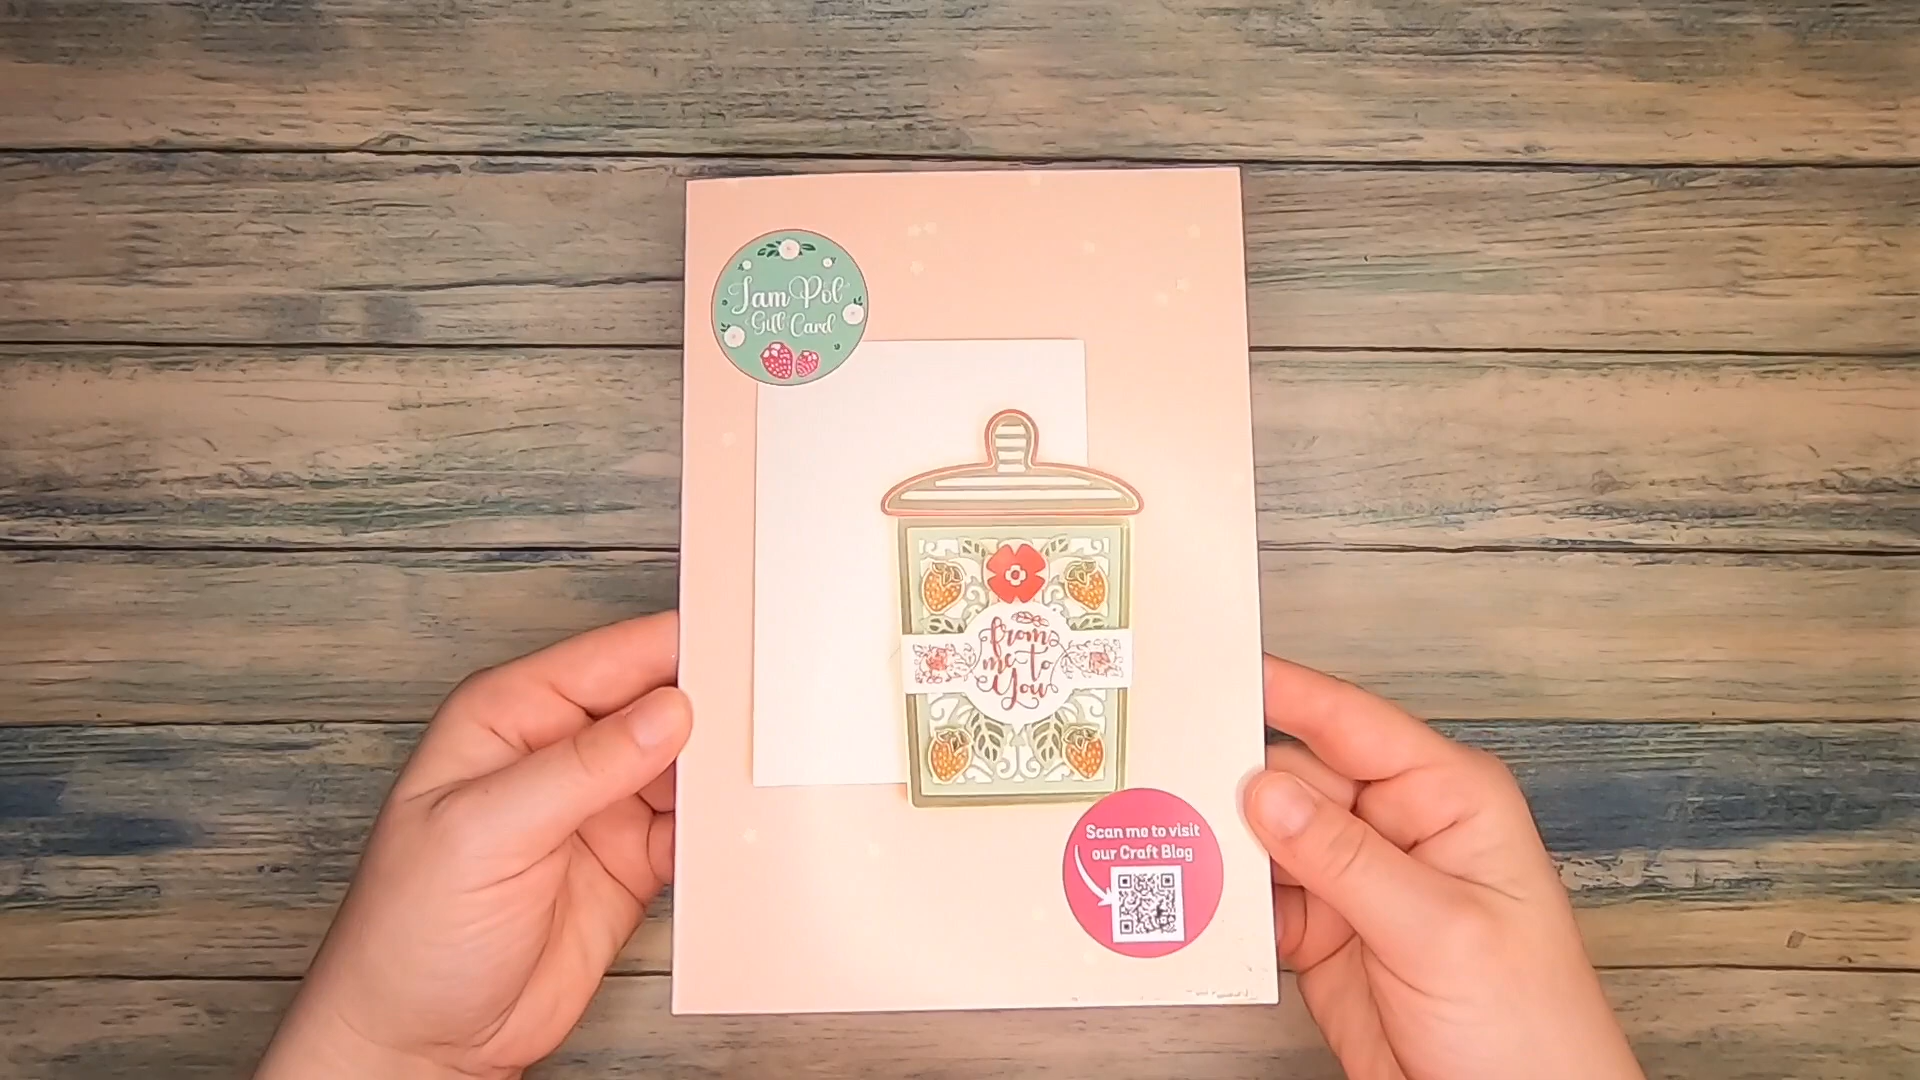 Jam Pot
Gift Card
from
me to
You
Scan me to visit
our Craft Blog